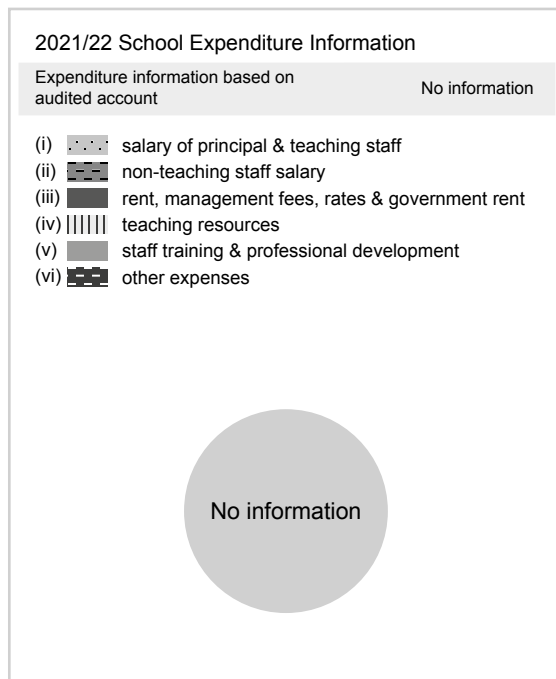 2021/22 School Expenditure Information
Expenditure information based on
audited account
No information
(i) salary of principal & teaching staff
(ii) non-teaching staff salary
(iii) rent, management fees, rates & government rent
(iv) teaching resources
(v) staff training & professional development
(vi) other expenses
No information